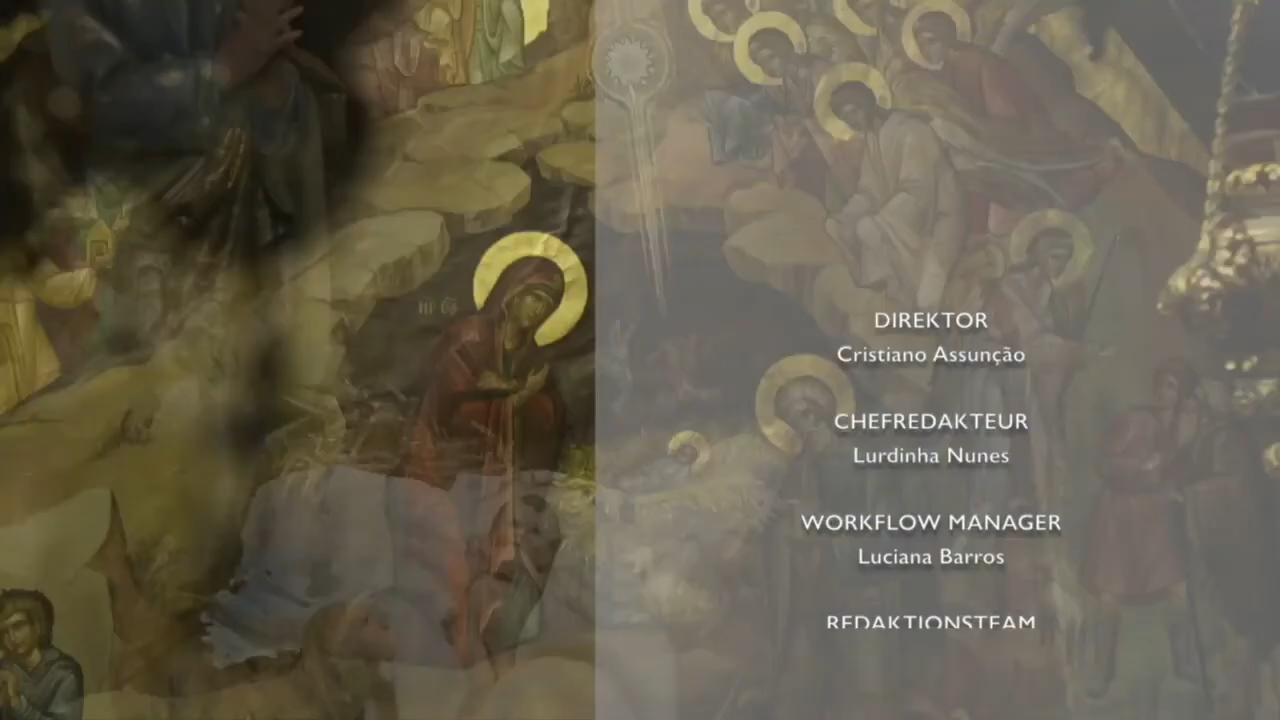 DIREKTOR
Cristiano Assunção
CHEFREDAKTEUR
Lurdinha Nunes
WORKFLOW MANAGER
Luciana Barros
REDAKTIONSTEAM